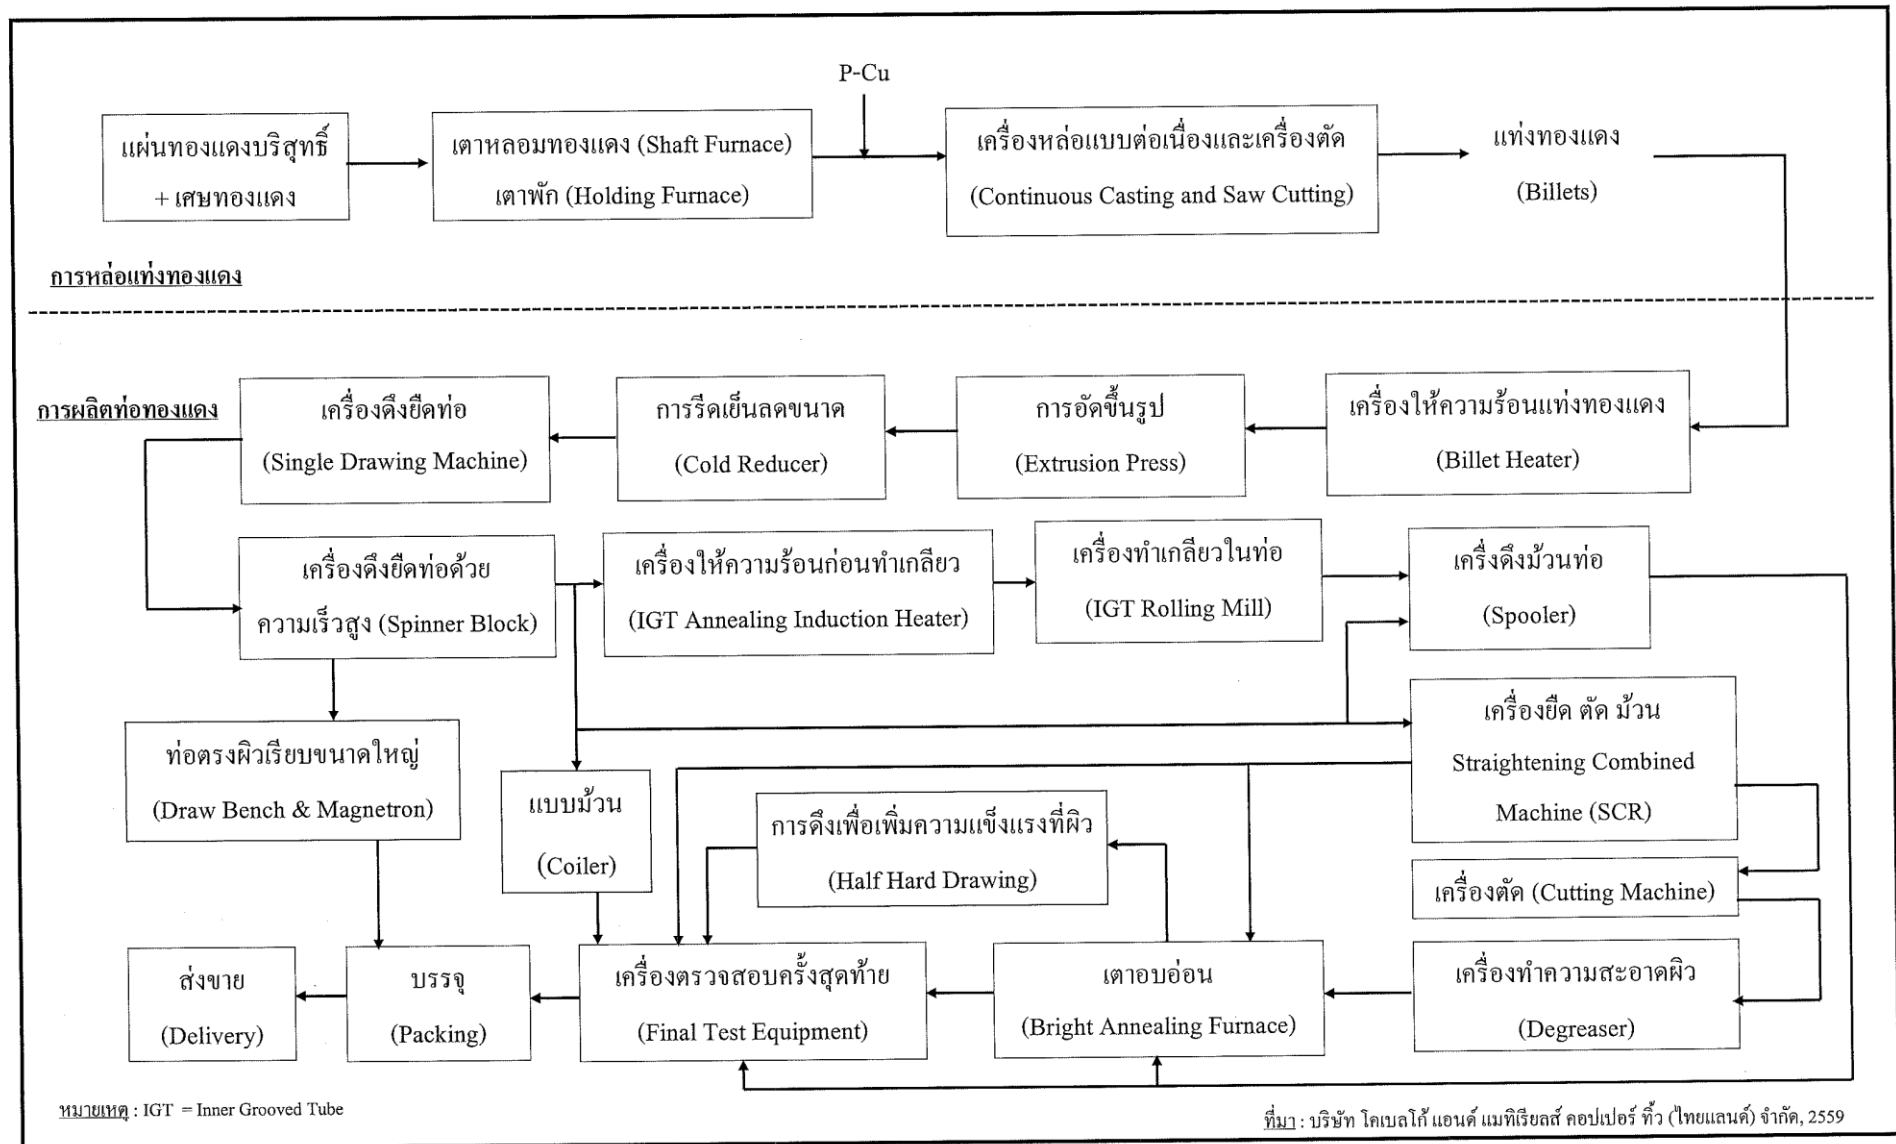 P-Cu
แผ่นทองแดงบริสุทธิ์
+ เศษทองแดง
เตาหลอมทองแดง (Shaft Furnace)
เตาพัก (Holding Furnace)
เครื่องหล่อแบบต่อเนื่องและเครื่องตัด
(Continuous Casting and Saw Cutting)
แท่งทองแดง
(Billets)
การหล่อแท่งทองแดง
การผลิตท่อทองแดง
เครื่องดึงยืดท่อ
(Single Drawing Machine)
การรีดเย็นลดขนาด
(Cold Reducer)
การอัดขึ้นรูป
(Extrusion Press)
เครื่องให้ความร้อนแท่งทองแดง
(Billet Heater)
เครื่องดึงยืดท่อด้วย
ความเร็วสูง (Spinner Block)
เครื่องให้ความร้อนก่อนทำเกลียว
(IGT Annealing Induction Heater)
เครื่องทำเกลียวในท่อ
(IGT Rolling Mill)
เครื่งดึงม้วนท่อ
(Spooler)
ท่อตรงผิวเรียบขนาดใหญ่
(Draw Bench & Magnetron)
แบบม้วน
(Coiler)
การดึงเพื่อเพิ่มความแข็งแรงที่ผิว
(Half Hard Drawing)
เครื่องยืด ตัด ม้วน
Straightening Combined
Machine (SCR)
เครื่องตัด (Cutting Machine)
ส่งขาย
(Delivery)
บรรจุ
(Packing)
เครื่องตรวจสอบครั้งสุดท้าย
(Final Test Equipment)
เตาอบอ่อน
(Bright Annealing Furnace)
เครื่องทำความสะอาดผิว
(Degreaser)
หมายเหตุ : IGT = Inner Grooved Tube
ที่มา : บริษัท โคเบลโก้ แอนด์ แมทิเรียลส์ คอปเปอร์ ทิ้ว (ไทยแลนด์) จำกัด, 2559